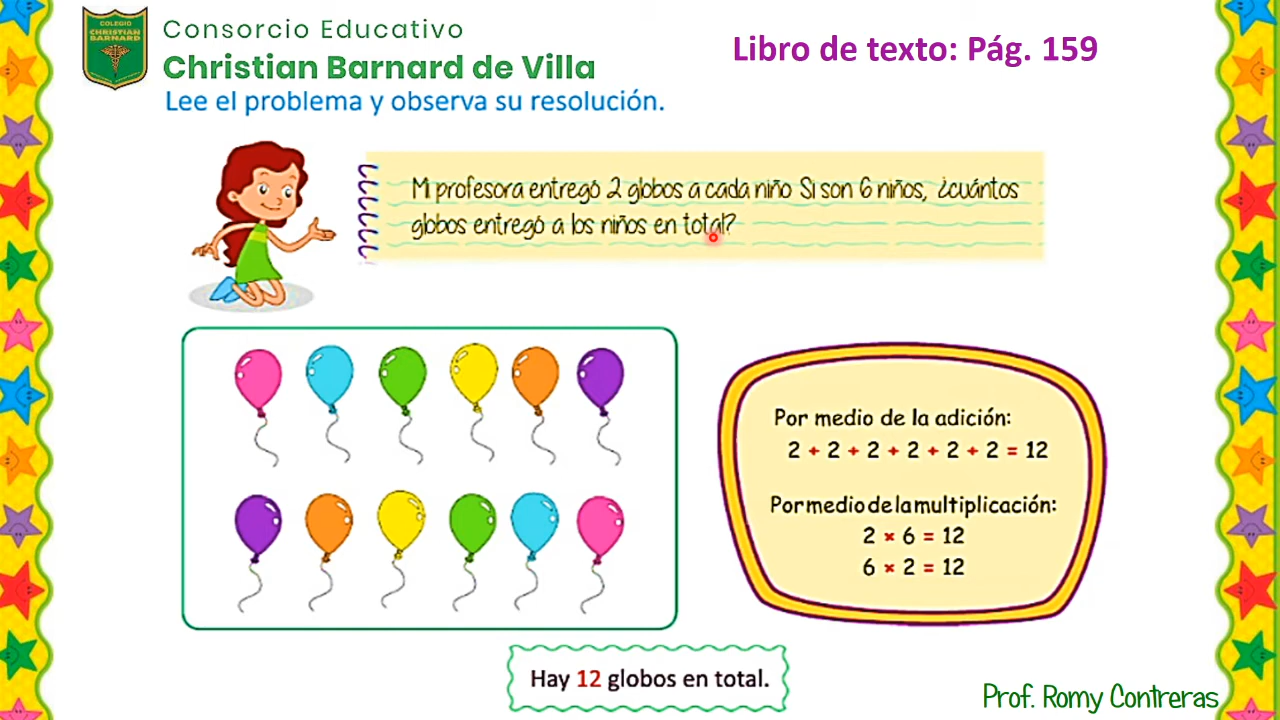 COLEGIO
CHRISTIAN
BARNARD
Consorcio Educativo
Christian Barnard de Villa
Libro de texto: Pág. 159
Lee el problema y observa su resolución.
Mi profesora entregó 2 globos a cada niño Si son 6 niños, ¿cuántos
globos entregó a los niños en total?
Por medio de la adición:
2 + 2 + 2 + 2 + 2 + 2 = 12
Por medio de la multiplicación:
2 × 6 = 12
6 × 2 = 12
Hay 12 globos en total.
Prof. Romy Contreras